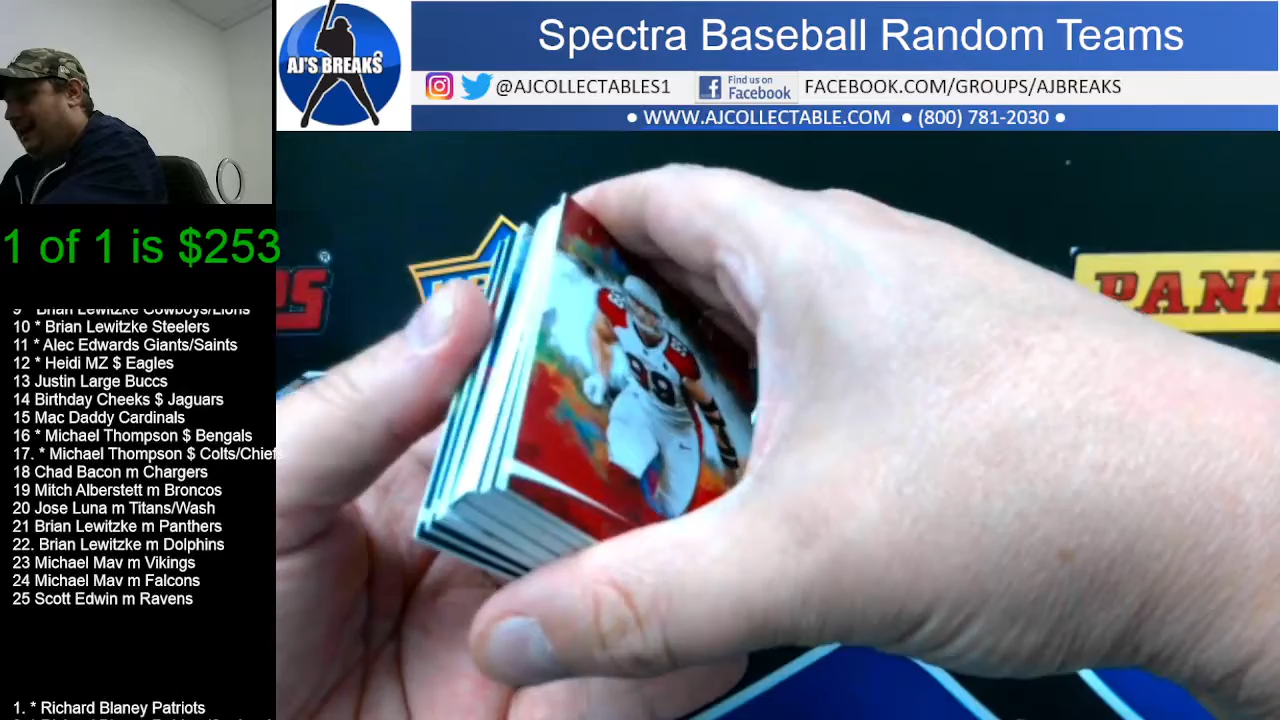 Spectra Baseball Random Teams
AJ'S BREAKS
@AJCOLLECTABLES1
Find us on
Facebook
FACEBOOK.COM/GROUPS/AJBREAKS
● WWW.AJCOLLECTABLE.COM ● (800) 781-2030 ●
1 of 1 is $253
9 * Brian Lewitzke Cowboys/Lions
10 * Brian Lewitzke Steelers
11 * Alec Edwards Giants/Saints
12 * Heidi MZ $ Eagles
13 Justin Large Buccs
14 Birthday Cheeks $ Jaguars
15 Mac Daddy Cardinals
16 * Michael Thompson $ Bengals
17. * Michael Thompson $ Colts/Chiefs
18 Chad Bacon m Chargers
19 Mitch Alberstett m Broncos
20 Jose Luna m Titans/Wash
21 Brian Lewitzke m Panthers
22. Brian Lewitzke m Dolphins
23 Michael Mav m Vikings
24 Michael Mav m Falcons
25 Scott Edwin m Ravens
1. * Richard Blaney Patriots
PANI
99